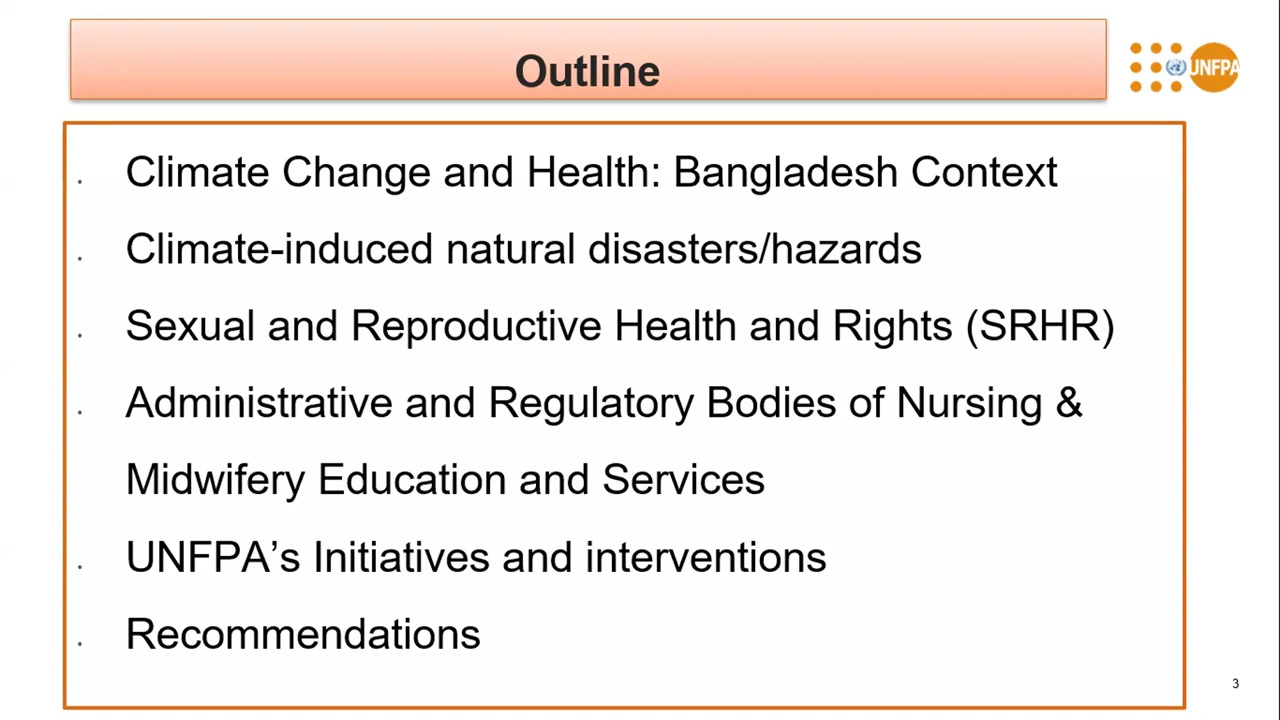 Outline
UNFPA
. Climate Change and Health: Bangladesh Context
. Climate-induced natural disasters/hazards
. Sexual and Reproductive Health and Rights (SRHR)
. Administrative and Regulatory Bodies of Nursing &
Midwifery Education and Services
. UNFPA’s Initiatives and interventions
. Recommendations
3